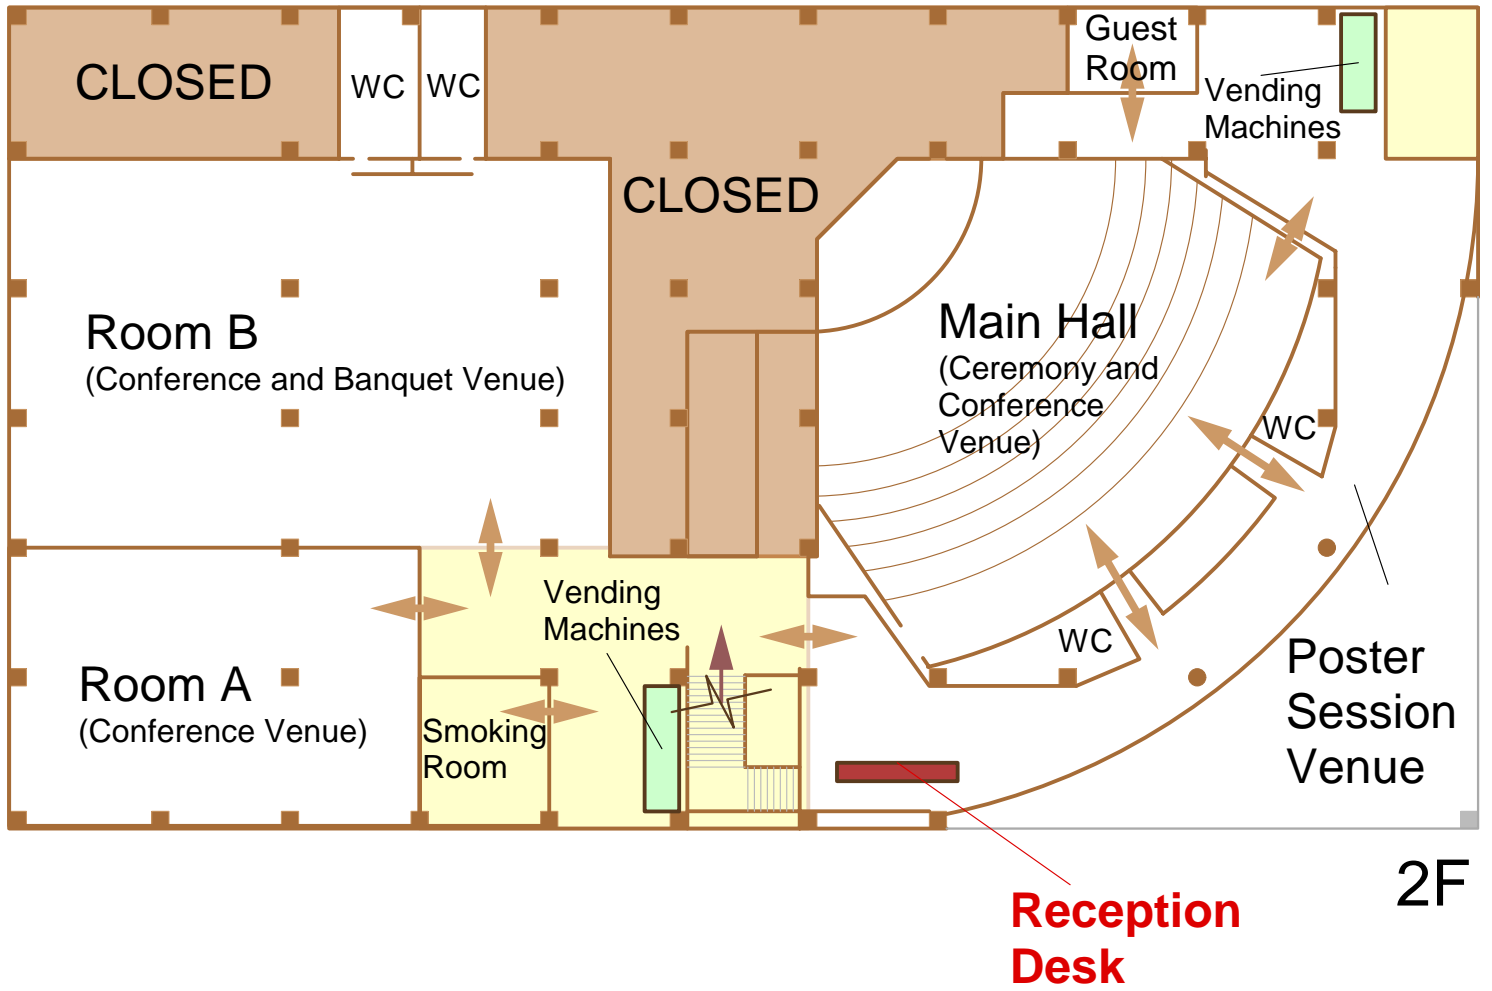 CLOSED
WC
WC
Guest
Room
Vending
Machines
CLOSED
Room B
(Conference and Banquet Venue)
Main Hall
(Ceremony and
Conference
Venue)
WC
Vending
Machines
WC
Room A
(Conference Venue)
Smoking
Room
Poster
Session
Venue
2F
Reception
Desk